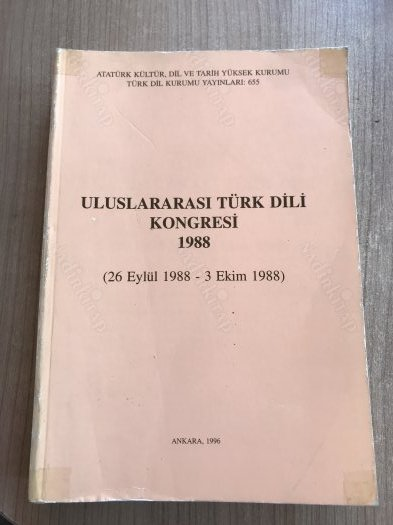 ATATÜRK KÜLTÜR, DİL VE TARİH YÜKSEK KURUMU
TÜRK DİL KURUMU YAYINLARI: 655
ULUSLARARASI TÜRK DİLİ
KONGRESİ
1988
(26 Eylül 1988 - 3 Ekim 1988)
ANKARA, 1996